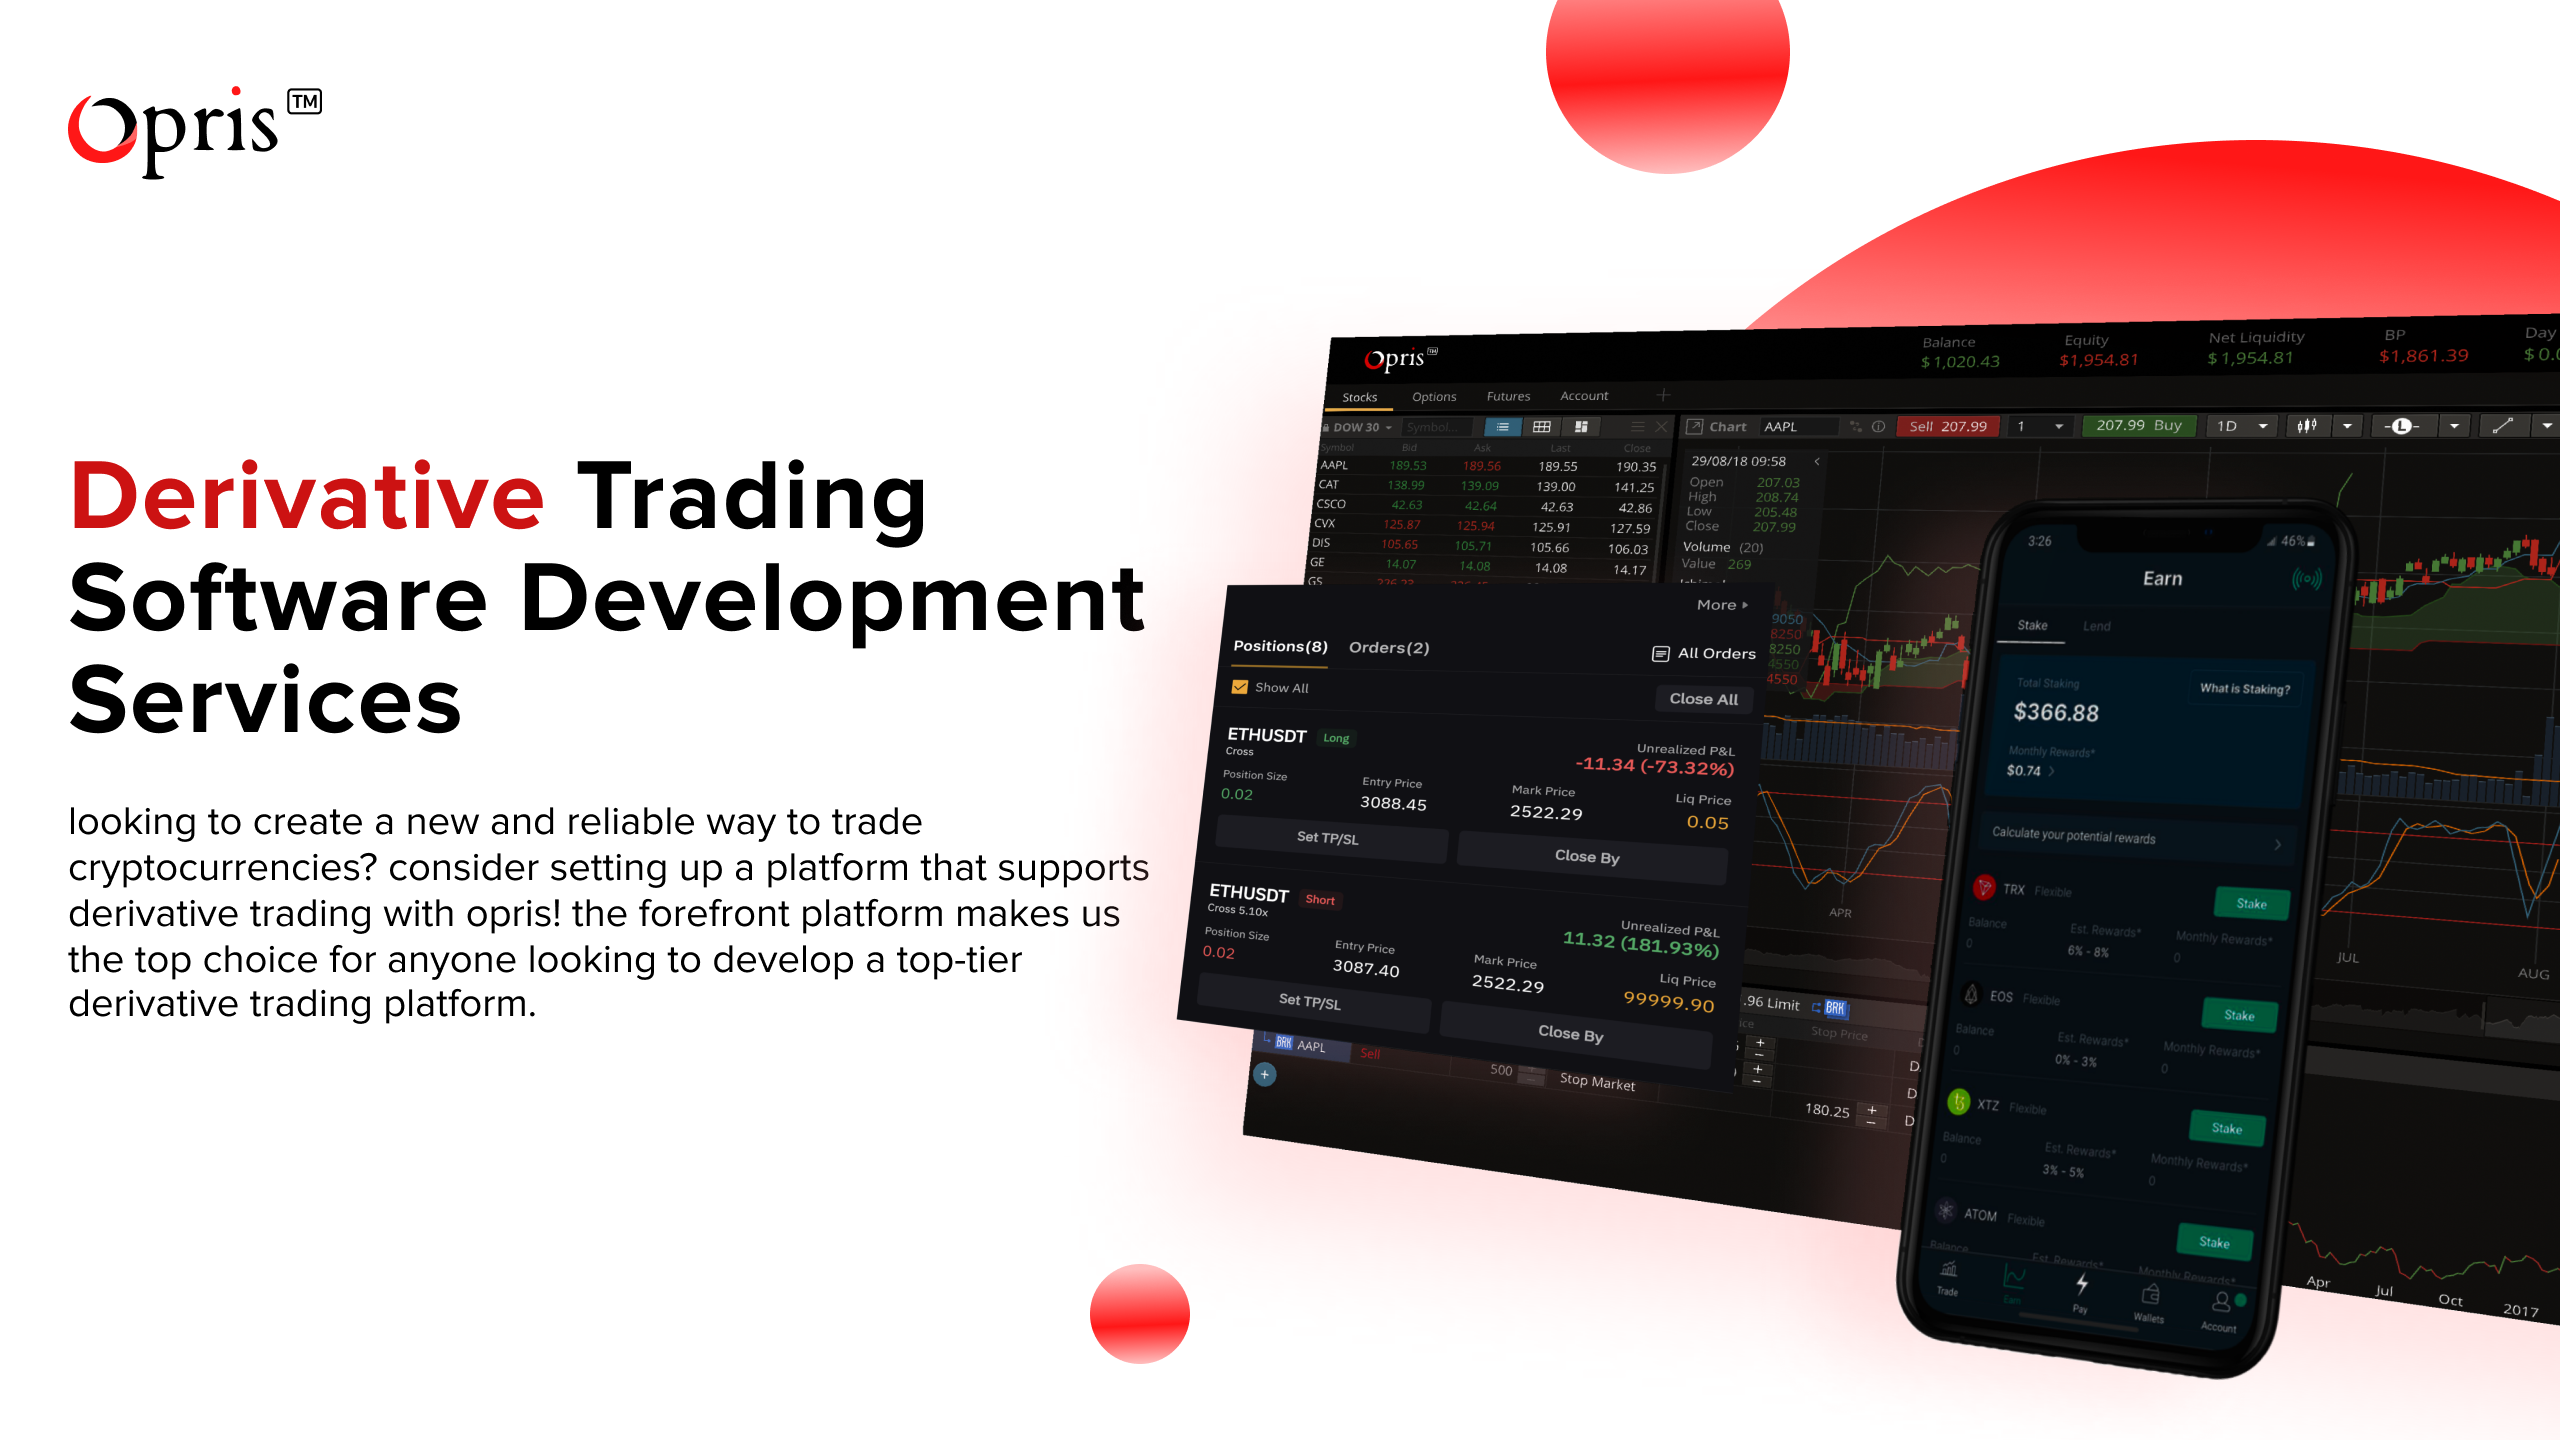 Opris TM
Derivative Trading
Software Development
Services
looking to create a new and reliable way to trade
cryptocurrencies? consider setting up a platform that supports
derivative trading with opris! the forefront platform makes us
the top choice for anyone looking to develop a top-tier
derivative trading platform.
Opris TM
Balance Equity Net Liquidity BP Day
$1,020.43 $1,954.81 $1,954.81 $1,861.39 $0.0
Stocks Options Futures Account
DOW 30 Symbol...
Chart AAPL Sell 207.99 1 207.99 Buy 1D L
Symbol Bid Ask Last Close
AAPL 189.53 189.56 189.55 190.35
CAT 138.99 139.09 139.00 141.25
CSCO 42.63 42.64 42.63 42.86
CVX 125.87 125.94 125.91 127.59
DIS 105.65 105.71 105.66 106.03
GE 14.07 14.08 14.08 14.17
GS
29/08/18 09:58
Open 207.03
High 208.74
Low 205.48
Close 207.99
Volume (20)
Value 269
9050
8250
8250
4550
4550
More
Positions(8) Orders(2) All Orders
Show All Close All
ETHUSDT Long
Cross
Unrealized P&L
-11.34 (-73.32%)
Position Size Entry Price Mark Price Liq Price
0.02 3088.45 2522.29 0.05
Set TP/SL Close By
ETHUSDT Short
Cross 5.10x
Unrealized P&L
11.32 (181.93%)
Position Size Entry Price Mark Price Liq Price
0.02 3087.40 2522.29 99999.90
Set TP/SL Close By
APR
JUL AUG
.96 Limit BRK
Stop Price
BRK AAPL Sell
500 Stop Market
180.25
Apr Jul Oct 2017
3:26 46%
Earn
Stake Lend
Total Staking What is Staking?
$366.88
Monthly Rewards*
$0.74
Calculate your potential rewards
TRX Flexible Stake
Balance Est. Rewards* Monthly Rewards*
0 6% - 8% 0
EOS Flexible Stake
Balance Est. Rewards* Monthly Rewards*
0 0% - 3% 0
XTZ Flexible Stake
Balance Est. Rewards* Monthly Rewards*
0 3% - 5% 0
ATOM Flexible Stake
Balance Est. Rewards* Monthly Rewards*
Trade Earn Pay Wallets Account